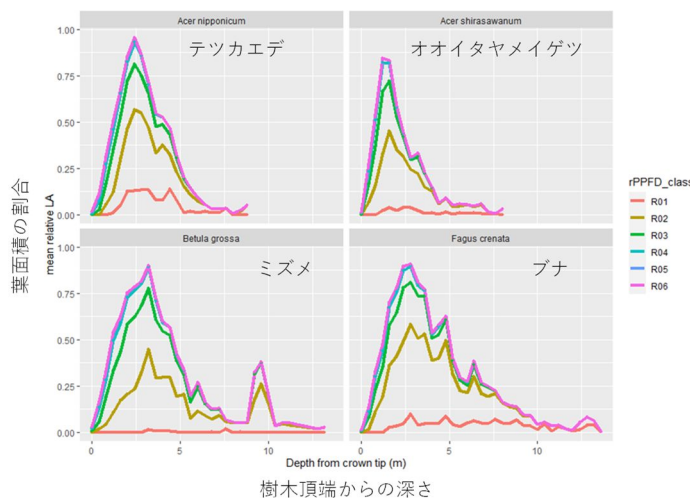 Acer nipponicum
Acer shirasawanum
テツカエデ
オオイタヤメイゲツ
1.00
0.75
0.50
0.25
0.00
Betula grossa
Fagus crenata
ミズメ
ブナ
1.00
0.75
0.50
0.25
0.00
0
5
10
0
5
10
葉面積の割合
mean relative LA
Depth from crown tip (m)
樹木頂端からの深さ
rPPFD_class
R01
R02
R03
R04
R05
R06